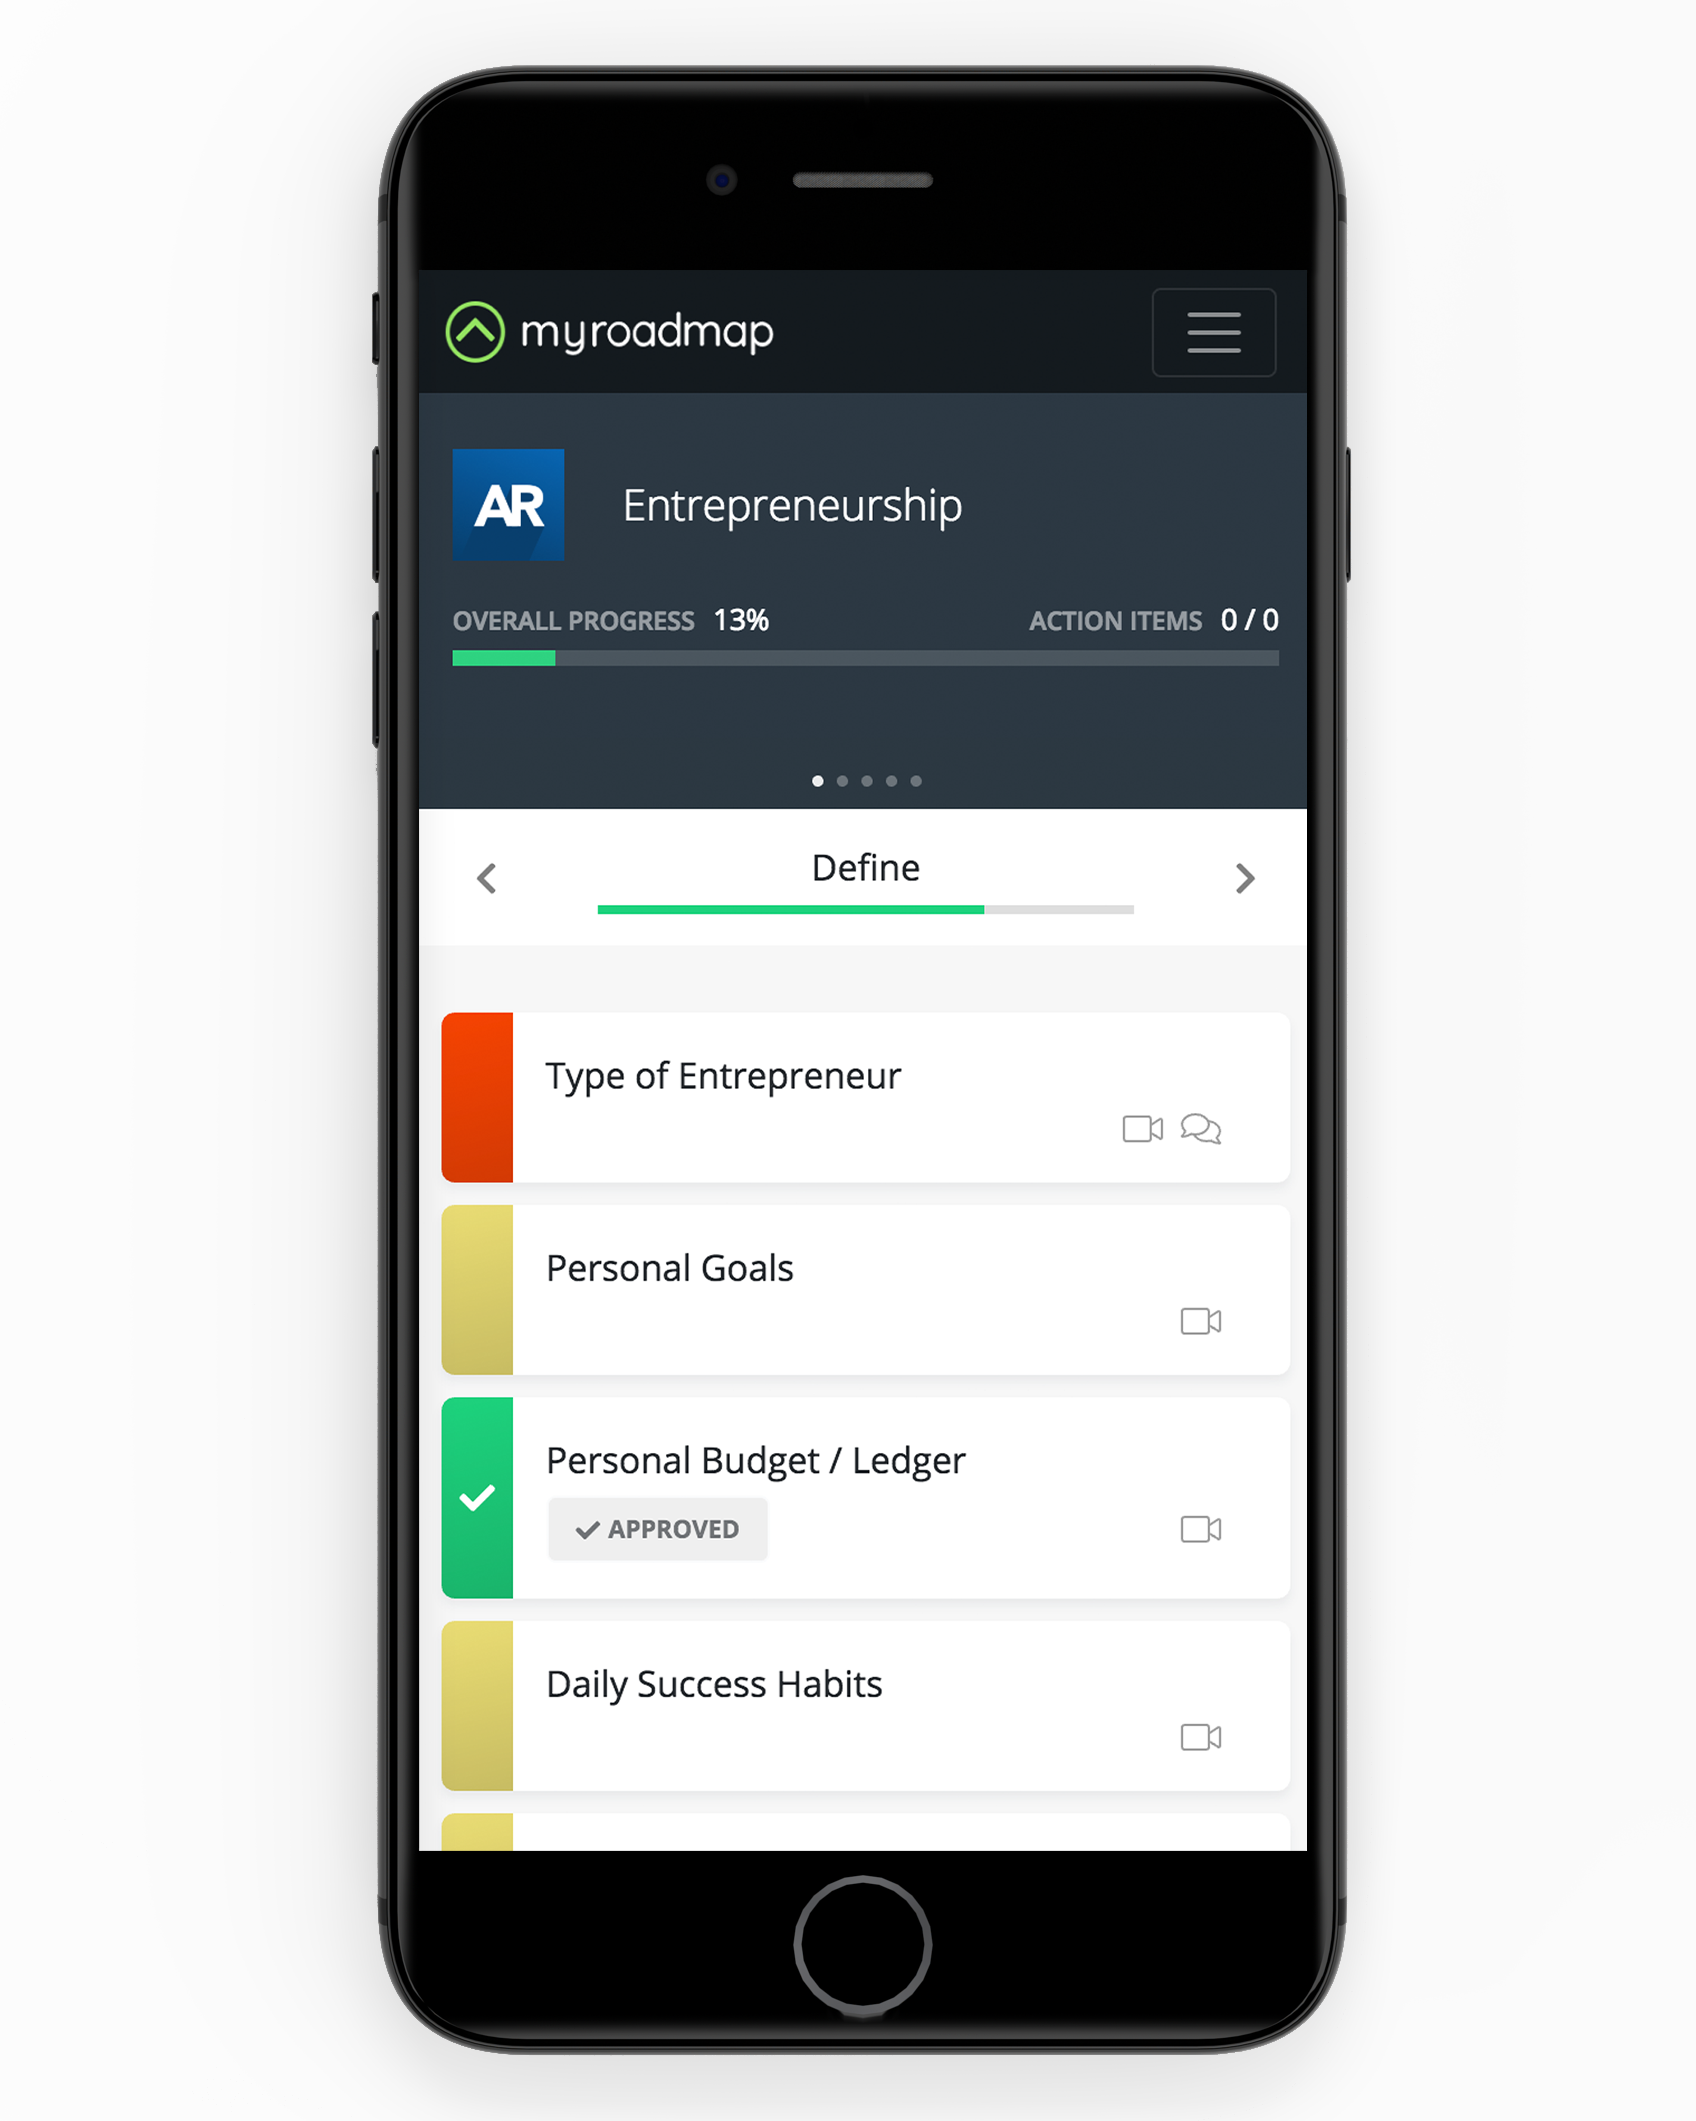 myroadmap
AR
Entrepreneurship
OVERALL PROGRESS 13% ACTION ITEMS 0 / 0
Define
Type of Entrepreneur
Personal Goals
Personal Budget / Ledger
APPROVED
Daily Success Habits